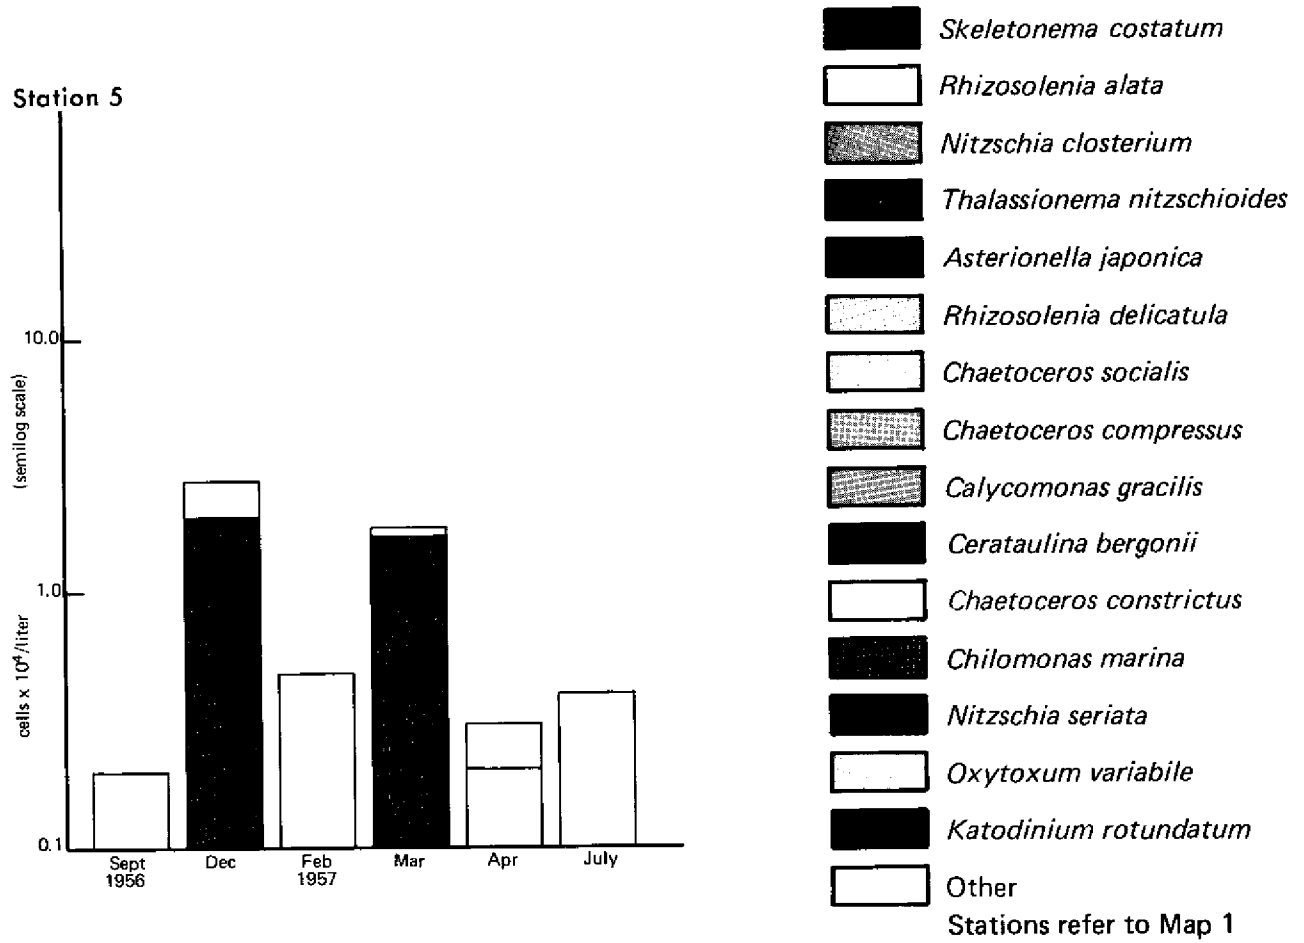 Station 5
10.0
(semilog scale)
1.0
cells x 10⁴/liter
0.1
Sept
1956
Dec
Feb
1957
Mar
Apr
July
Skeletonema costatum
Rhizosolenia alata
Nitzschia closterium
Thalassionema nitzschioides
Asterionella japonica
Rhizosolenia delicatula
Chaetoceros socialis
Chaetoceros compressus
Calycomonas gracilis
Cerataulina bergonii
Chaetoceros constrictus
Chilomonas marina
Nitzschia seriata
Oxytoxum variabile
Katodinium rotundatum
Other
Stations refer to Map 1